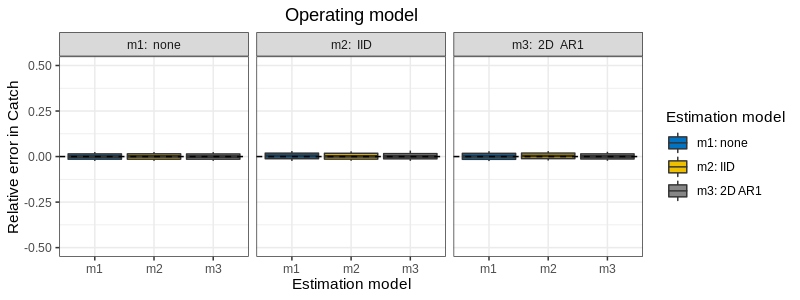 Operating model
m1: none
m2: IID
m3: 2D AR1
Relative error in Catch
0.50
0.25
0.00
-0.25
-0.50
m1 m2 m3 m1 m2 m3 m1 m2 m3
Estimation model
Estimation model
m1: none
m2: IID
m3: 2D AR1